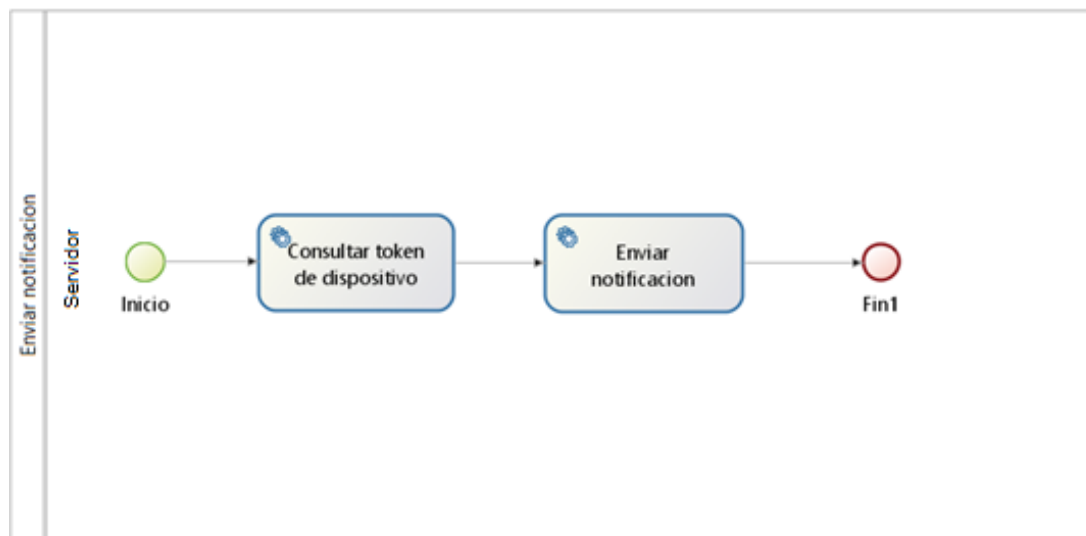 Enviar notificacion
Servidor
Inicio
Consultar token
de dispositivo
Enviar
notificacion
Fin1